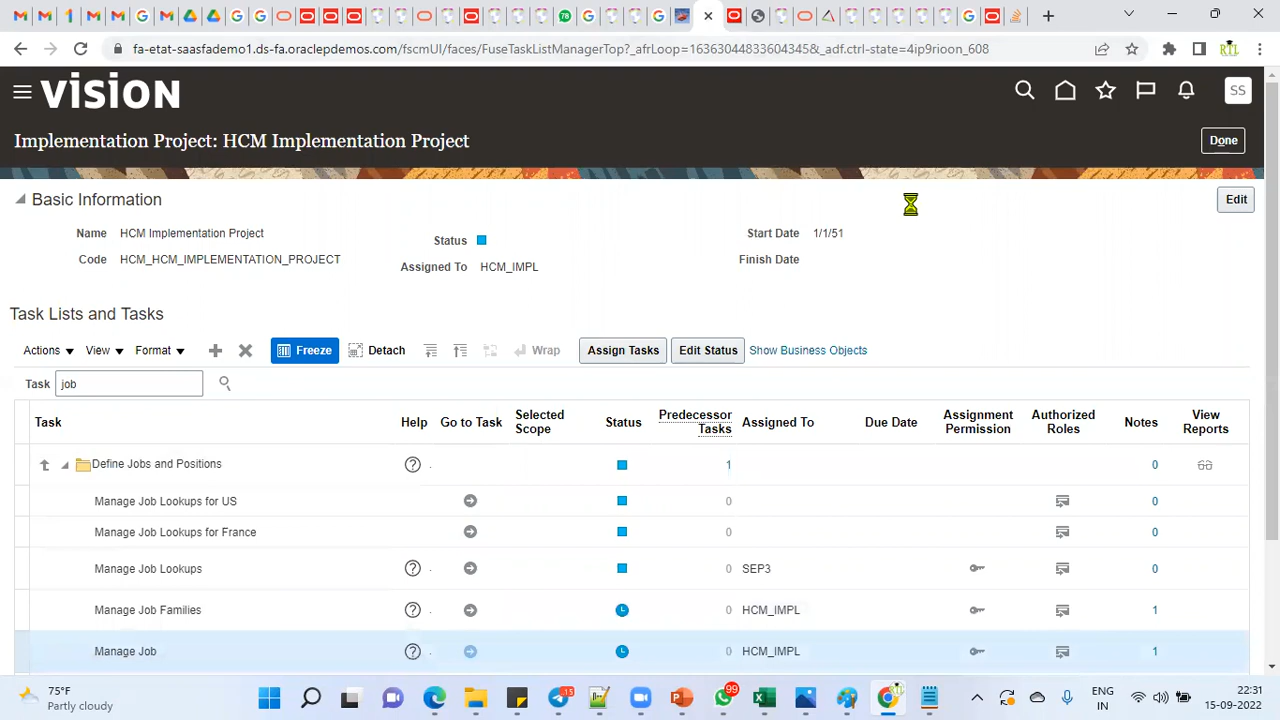 78
fa-etat-saasfademo1.ds-fa.oraclepdemos.com/fscmUI/faces/FuseTaskListManagerTop?_afrLoop=163630448336043​45&_adf.ctrl-state=4ip9rioon_608
RTL
VISION
SS
Implementation Project: HCM Implementation Project
Done
Basic Information
Edit
Name HCM Implementation Project
Status
Start Date 1/1/51
Code HCM_HCM_IMPLEMENTATION_PROJECT
Assigned To HCM_IMPL
Finish Date
Task Lists and Tasks
Actions View Format Freeze Detach Wrap Assign Tasks Edit Status Show Business Objects
Task job
Task Help Go to Task Selected Scope Status Predecessor Tasks Assigned To Due Date Assignment Permission Authorized Roles Notes View Reports
Define Jobs and Positions ? . 1 0
Manage Job Lookups for US 0 0
Manage Job Lookups for France 0 0
Manage Job Lookups ? . 0 SEP3 0
Manage Job Families ? . 0 HCM_IMPL 1
Manage Job ? . 0 HCM_IMPL 1
75°F
Partly cloudy
15
99
ENG
IN
22:31
15-09-2022